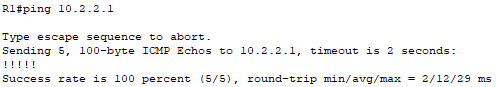 R1#ping 10.2.2.1
Type escape sequence to abort.
Sending 5, 100-byte ICMP Echos to 10.2.2.1, timeout is 2 seconds:
!!!!!
Success rate is 100 percent (5/5), round-trip min/avg/max = 2/12/29 ms